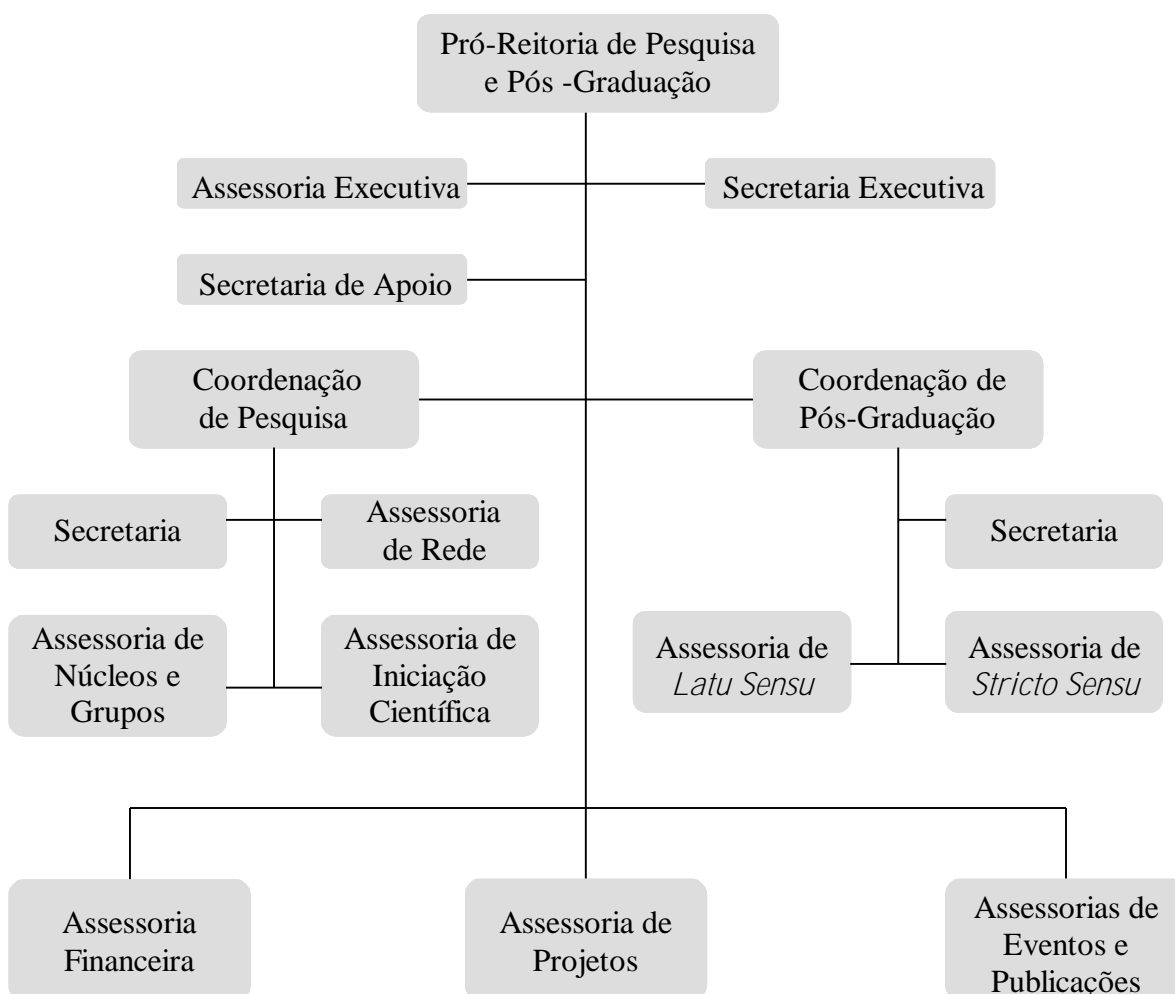 Pró-Reitoria de Pesquisa
e Pós -Graduação
Assessoria Executiva
Secretaria Executiva
Secretaria de Apoio
Coordenação
de Pesquisa
Coordenação de
Pós-Graduação
Secretaria
Assessoria
de Rede
Secretaria
Assessoria de
Núcleos e
Grupos
Assessoria de
Iniciação
Científica
Assessoria de
Latu Sensu
Assessoria de
Stricto Sensu
Assessoria
Financeira
Assessoria de
Projetos
Assessorias de
Eventos e
Publicações